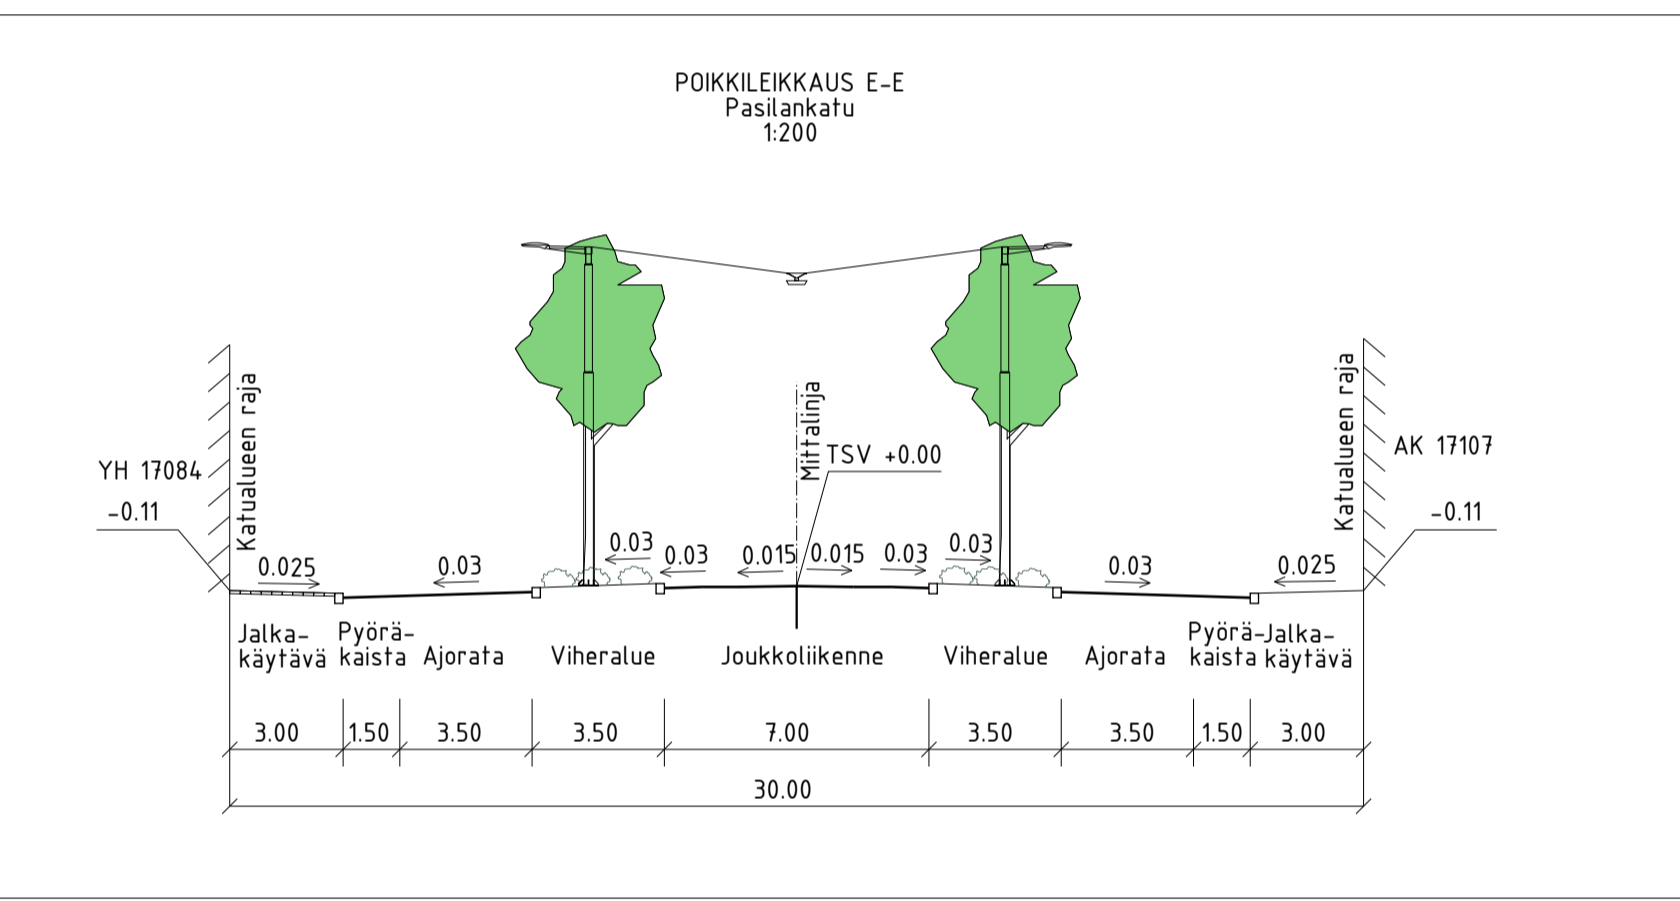 POIKKILEIKKAUS E-E
Pasilankatu
1:200
Katualueen raja
Mittalinja
Katualueen raja
YH 17084
TSV +0.00
AK 17107
-0.11
-0.11
0.025
0.03
0.03
0.03
0.015
0.015
0.03
0.03
0.03
0.025
Jalka-
käytävä
Pyörä-
kaista
Ajorata
Viheralue
Joukkoliikenne
Viheralue
Ajorata
Pyörä-
kaista
Jalka-
käytävä
3.00
1.50
3.50
3.50
7.00
3.50
3.50
1.50
3.00
30.00